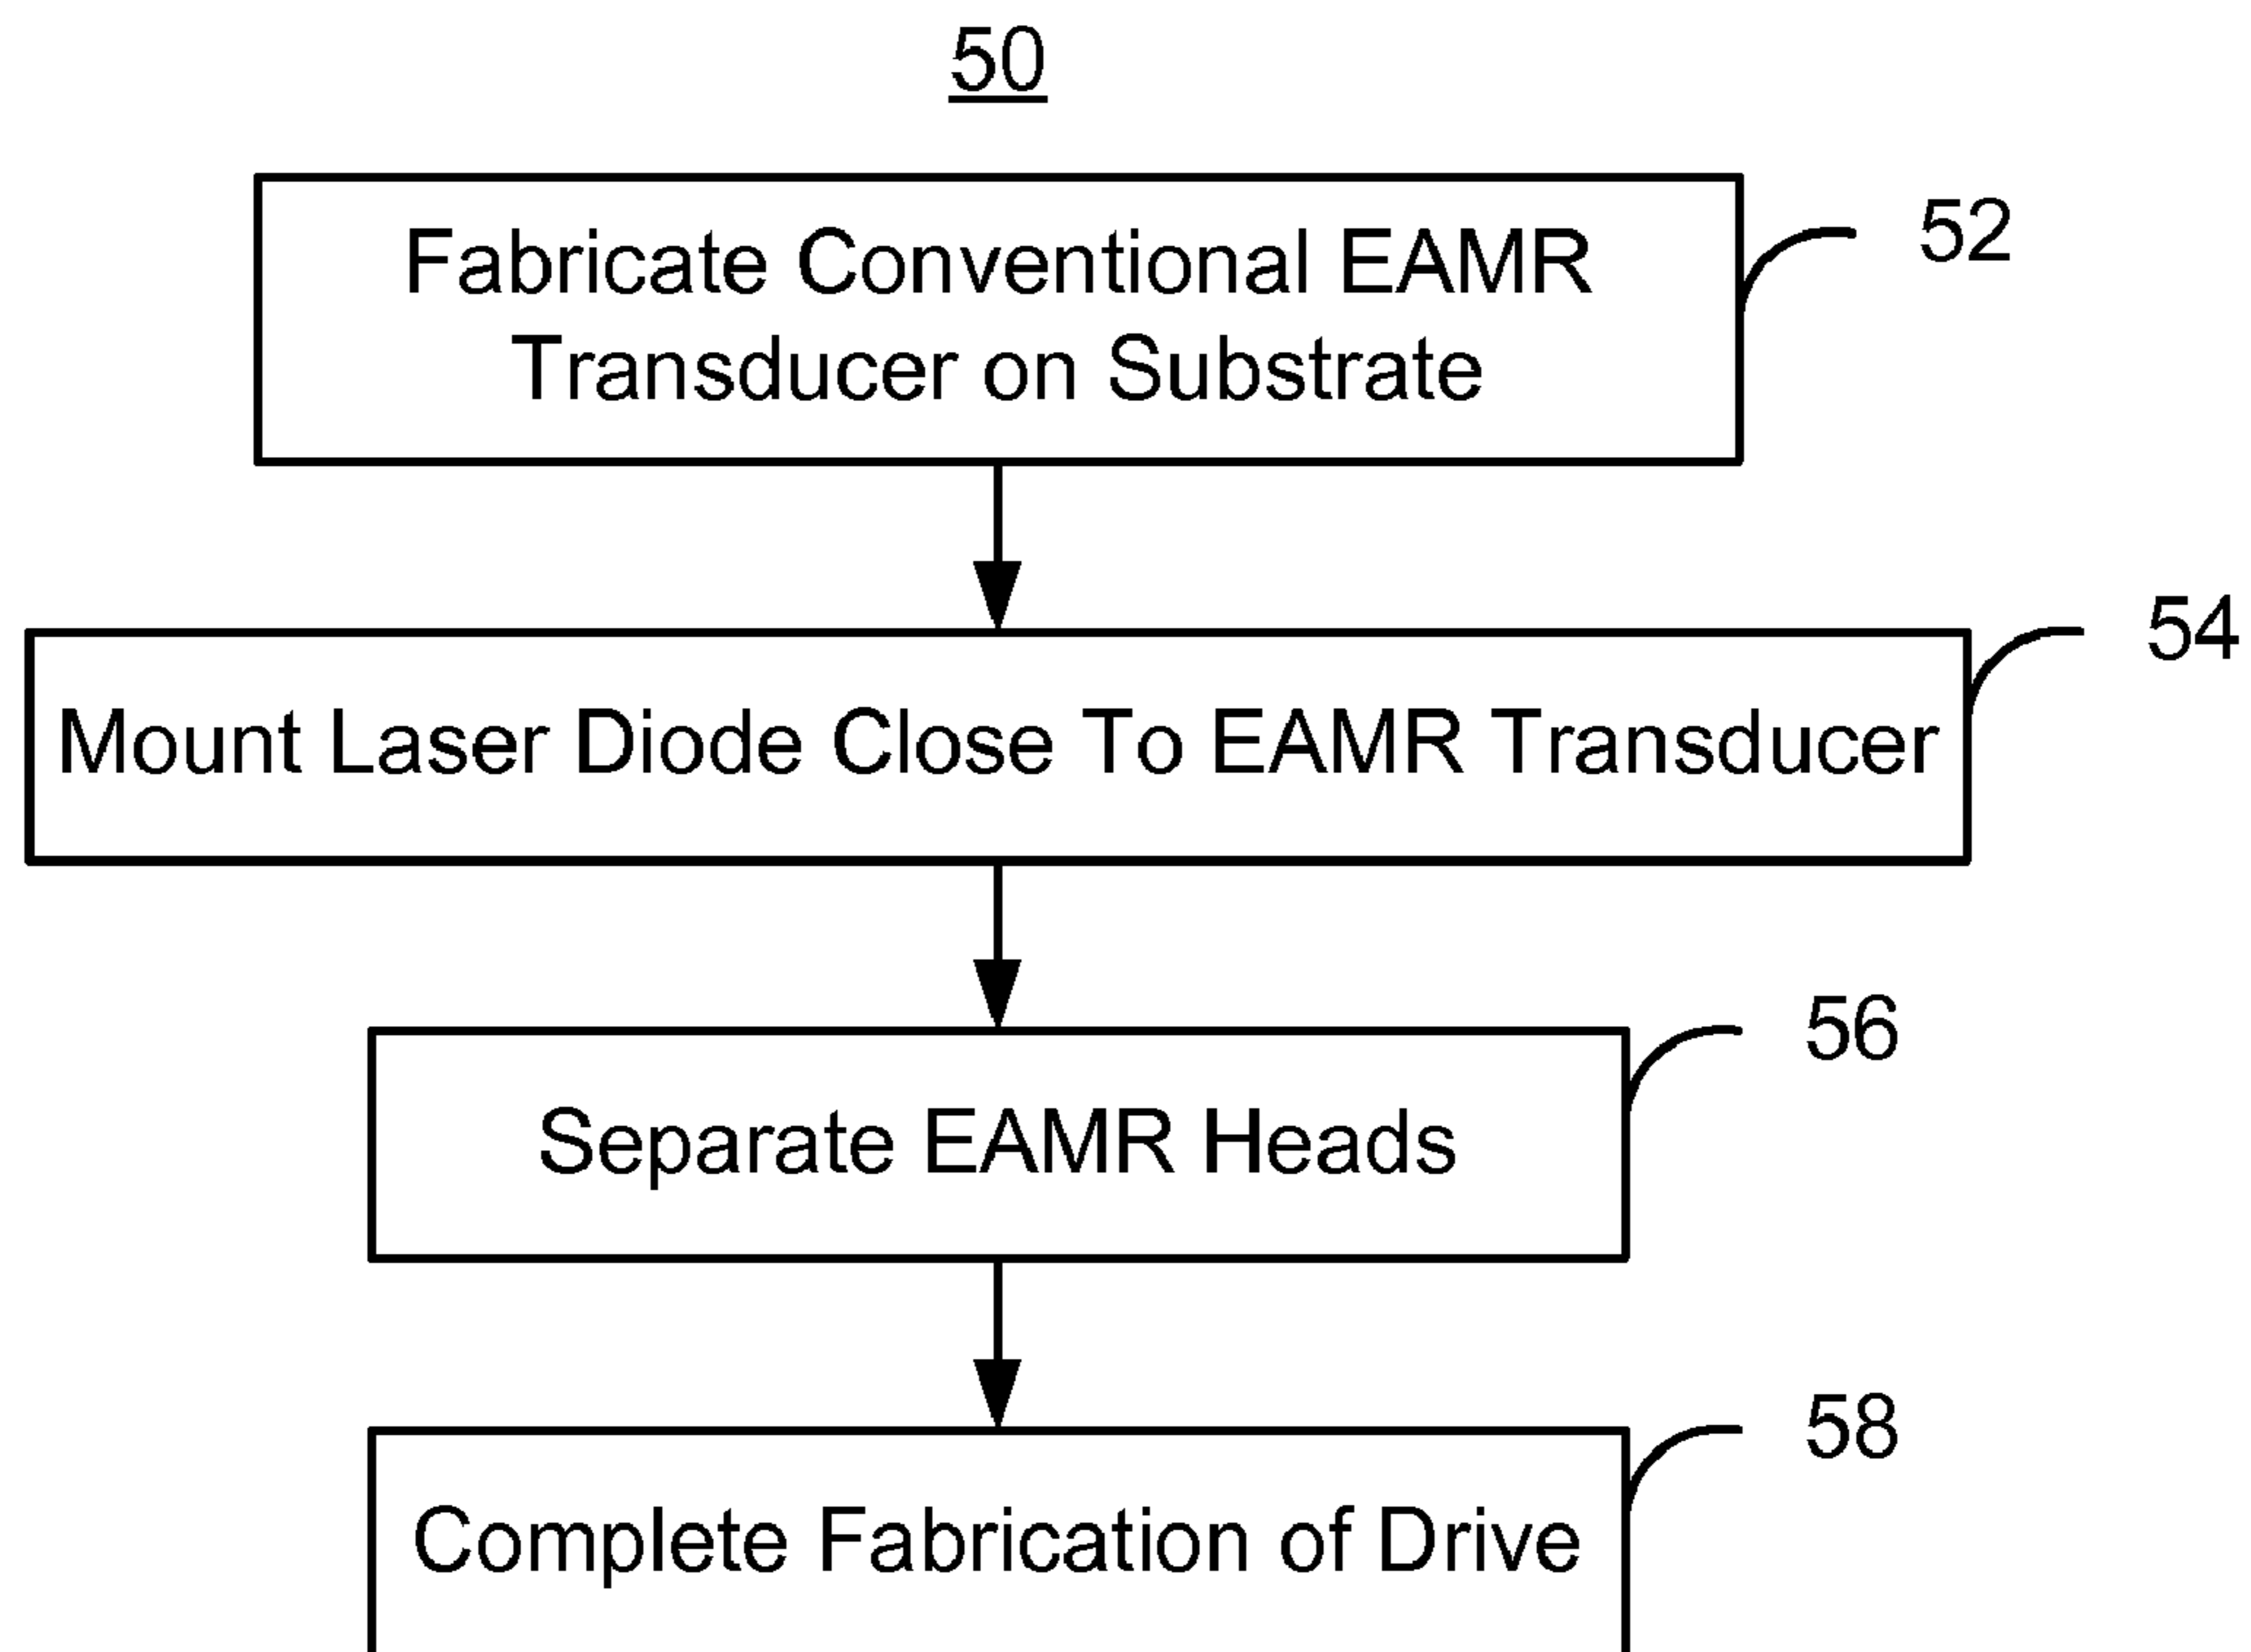 50
Fabricate Conventional EAMR
Transducer on Substrate
52
Mount Laser Diode Close To EAMR Transducer
54
Separate EAMR Heads
56
Complete Fabrication of Drive
58